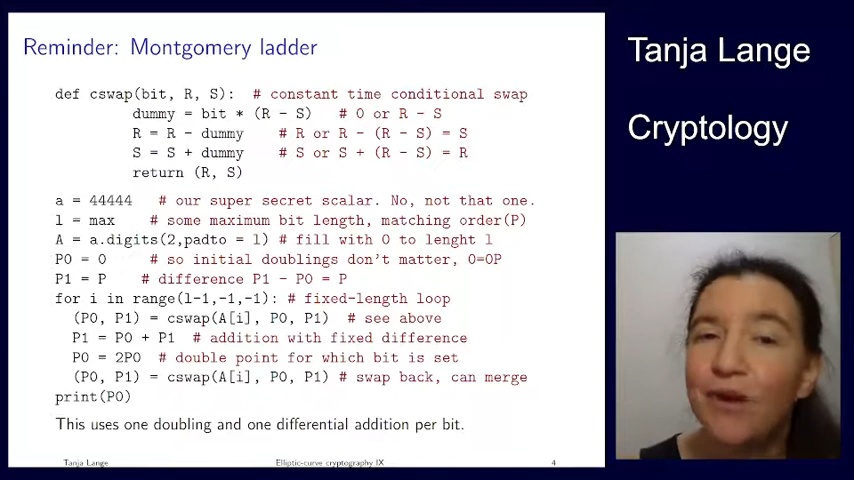 Reminder: Montgomery ladder
def cswap(bit, R, S): # constant time conditional swap
dummy = bit * (R - S) # 0 or R - S
R = R - dummy # R or R - (R - S) = S
S = S + dummy # S or S + (R - S) = R
return (R, S)
a = 44444 # our super secret scalar. No, not that one.
l = max # some maximum bit length, matching order(P)
A = a.digits(2,padto = l) # fill with 0 to lenght l
P0 = 0 # so initial doublings don't matter, 0=0P
P1 = P # difference P1 - P0 = P
for i in range(l-1,-1,-1): # fixed-length loop
(P0, P1) = cswap(A[i], P0, P1) # see above
P1 = P0 + P1 # addition with fixed difference
P0 = 2P0 # double point for which bit is set
(P0, P1) = cswap(A[i], P0, P1) # swap back, can merge
print(P0)
This uses one doubling and one differential addition per bit.
Tanja Lange Elliptic-curve cryptography IX 4
Tanja Lange
Cryptology